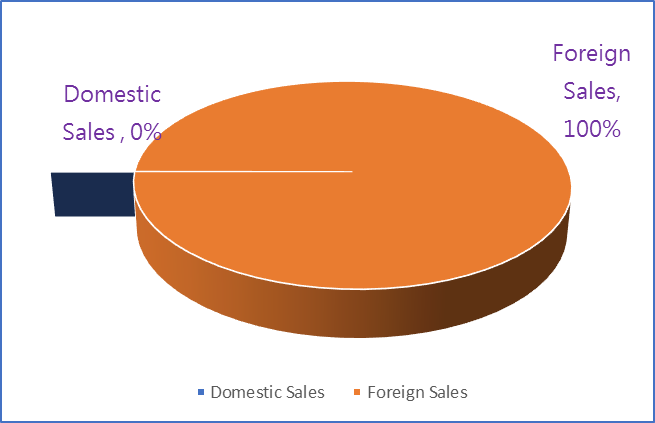 Foreign
Sales,
100%
Domestic
Sales , 0%
Domestic Sales
Foreign Sales